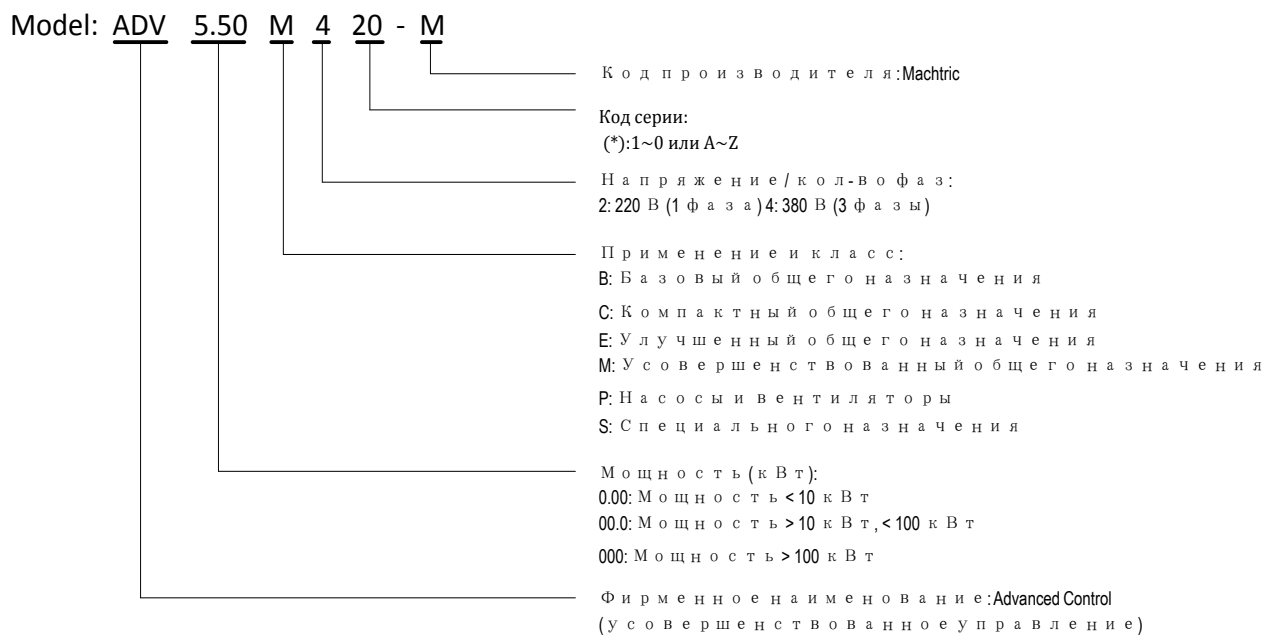 Model: ADV 5.50 M 4 20 - M
Код производителя:Machtric
Код серии:
(*):1~0 или A~Z
Напряжение/кол-во фаз:
2: 220 В (1 фаза) 4: 380 В (3 фазы)
Применение и класс:
B: Базовый общего назначения
C: Компактный общего назначения
E: Улучшенный общего назначения
M: Усовершенствованный общего назначения
P: Насосы и вентиляторы
S: Специального назначения
Мощность (кВт):
0.00: Мощность < 10 кВт
00.0: Мощность > 10 кВт, < 100 кВт
000: Мощность > 100 кВт
Фирменное наименование: Advanced Control
(усовершенствованное управление)